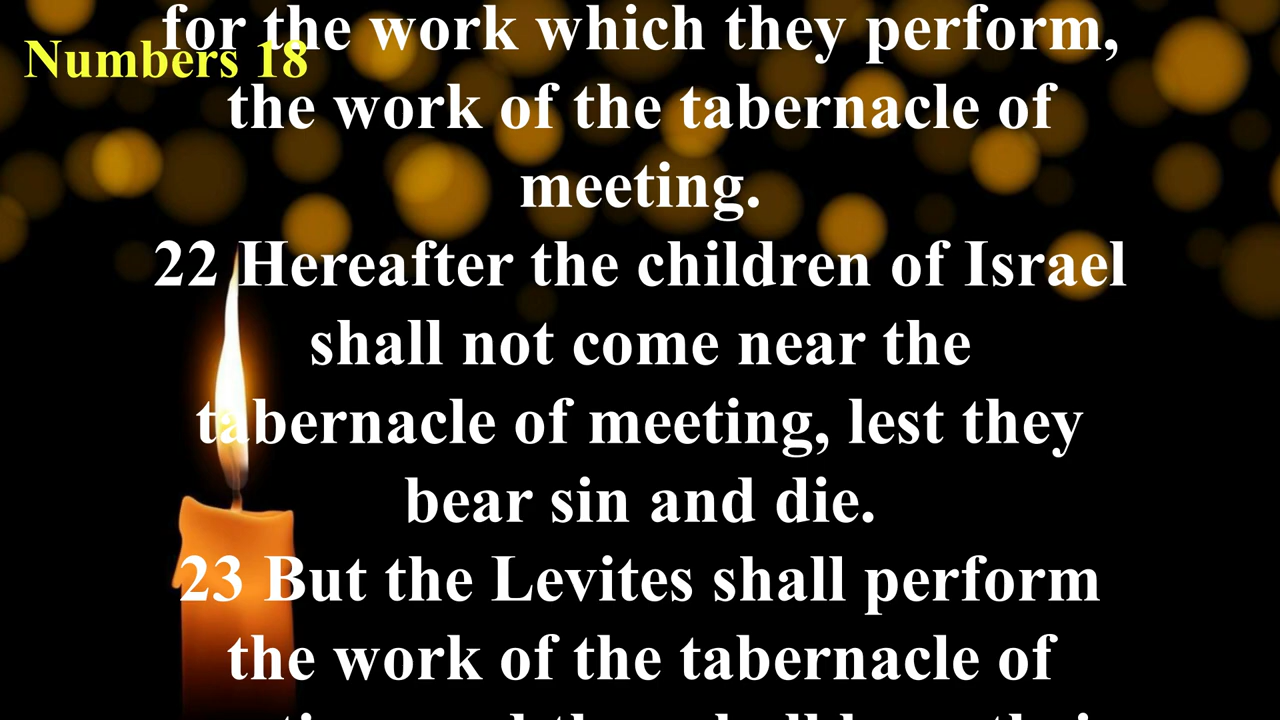 Numbers 18
for the work which they perform,
the work of the tabernacle of
meeting.
22 Hereafter the children of Israel
shall not come near the
tabernacle of meeting, lest they
bear sin and die.
23 But the Levites shall perform
the work of the tabernacle of